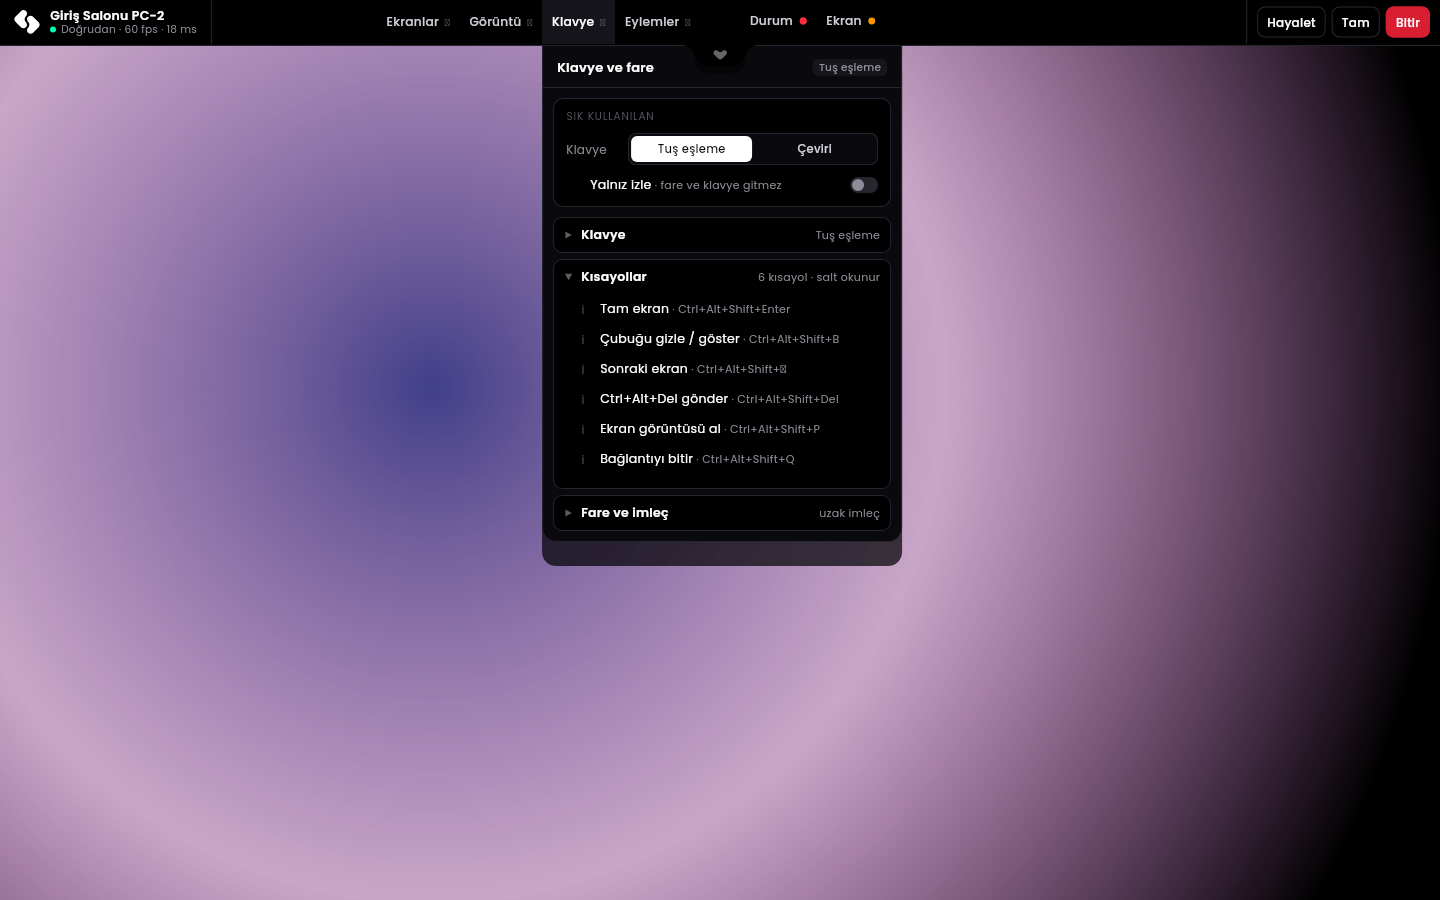 Giriş Salonu PC-2
Doğrudan · 60 fps · 18 ms
Ekranlar
Görüntü
Klavye
Eylemler
Durum
Ekran
Hayalet
Tam
Bitir
Klavye ve fare
Tuş eşleme
SIK KULLANILAN
Klavye
Tuş eşleme
Çeviri
Yalnız izle · fare ve klavye gitmez
Klavye
Tuş eşleme
Kısayollar
6 kısayol · salt okunur
i Tam ekran · Ctrl+Alt+Shift+Enter
i Çubuğu gizle / göster · Ctrl+Alt+Shift+B
i Sonraki ekran · Ctrl+Alt+Shift+
i Ctrl+Alt+Del gönder · Ctrl+Alt+Shift+Del
i Ekran görüntüsü al · Ctrl+Alt+Shift+P
i Bağlantıyı bitir · Ctrl+Alt+Shift+Q
Fare ve imleç
uzak imleç